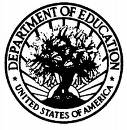 DEPARTMENT OF EDUCATION
UNITED STATES OF AMERICA